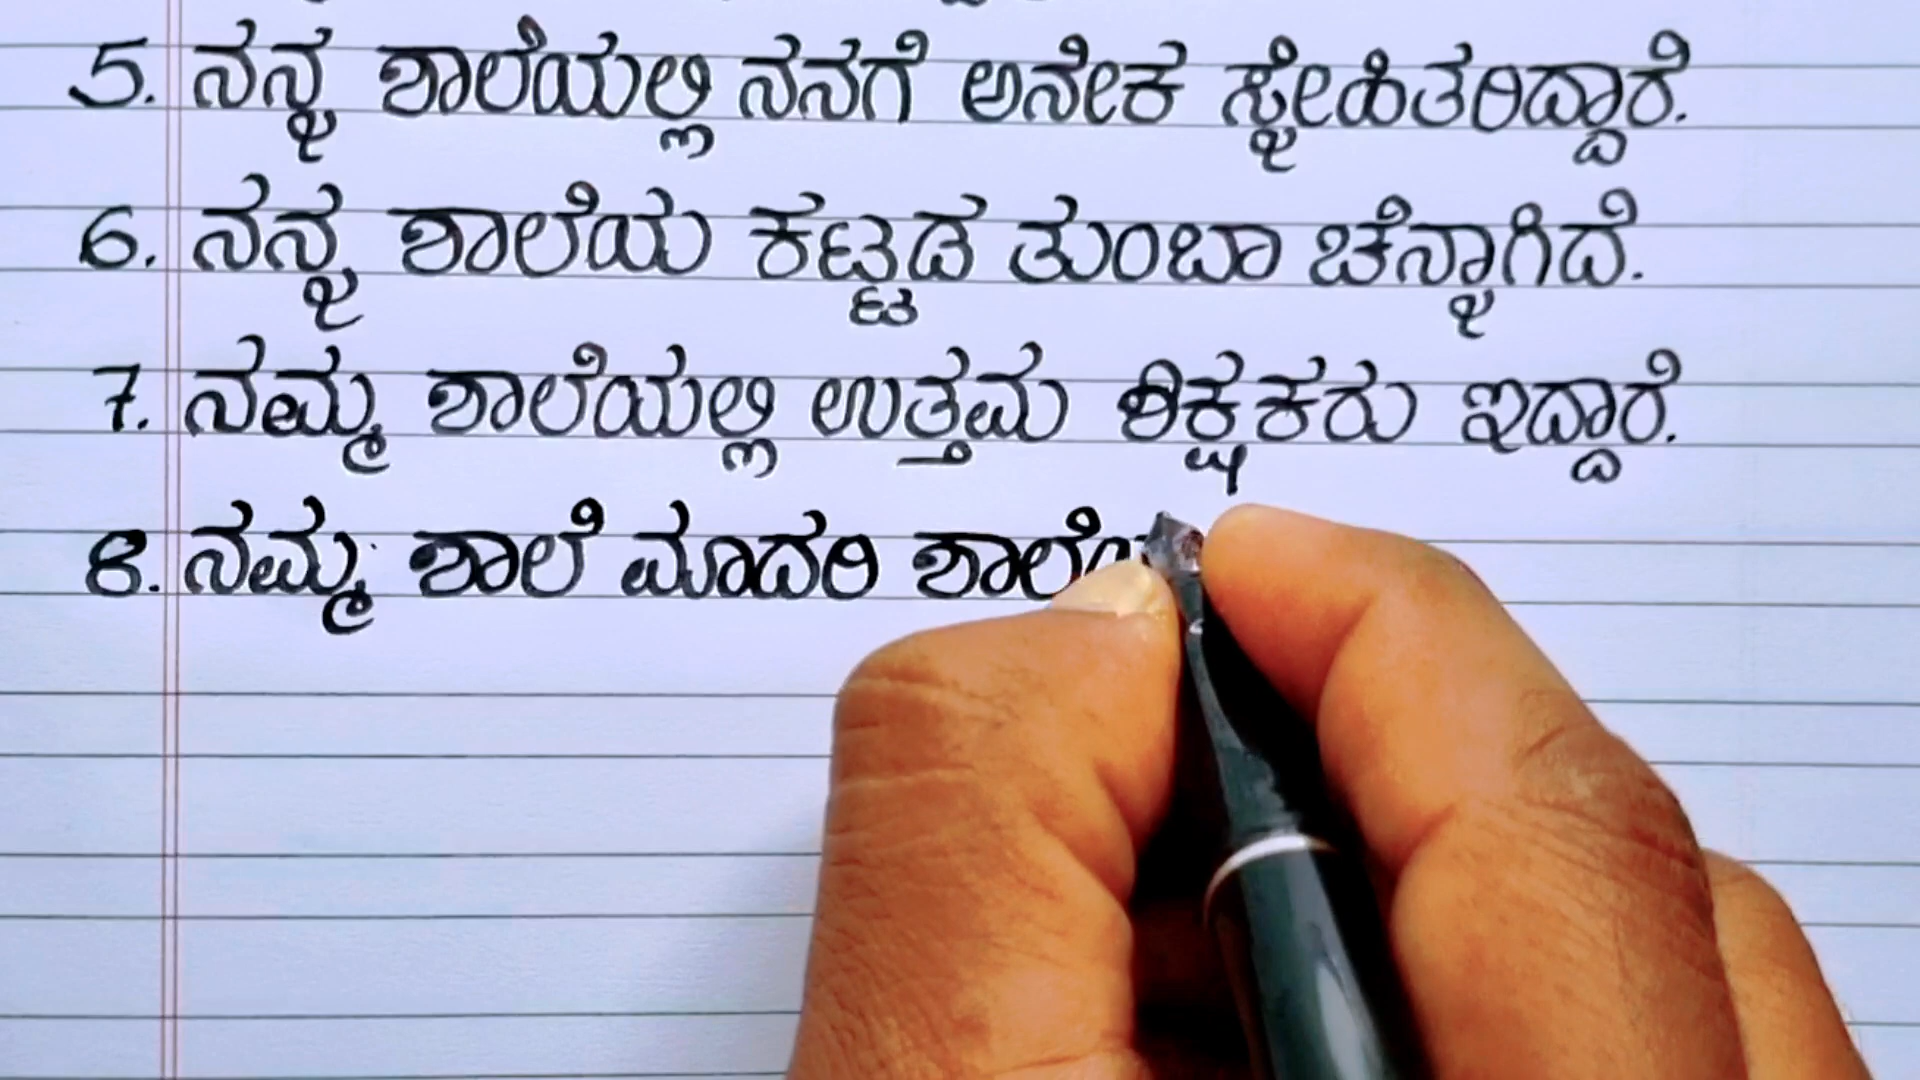 5. ನನ್ನ ಶಾಲೆಯಲ್ಲಿ ನನಗೆ ಅನೇಕ ಸ್ನೇಹಿತರಿದ್ದಾರೆ.
6. ನನ್ನ ಶಾಲೆಯ ಕಟ್ಟಡ ತುಂಬಾ ಚೆನ್ನಾಗಿದೆ.
7. ನಮ್ಮ ಶಾಲೆಯಲ್ಲಿ ಉತ್ತಮ ಶಿಕ್ಷಕರು ಇದ್ದಾರೆ.
8. ನಮ್ಮ ಶಾಲೆ ಮಾದರಿ